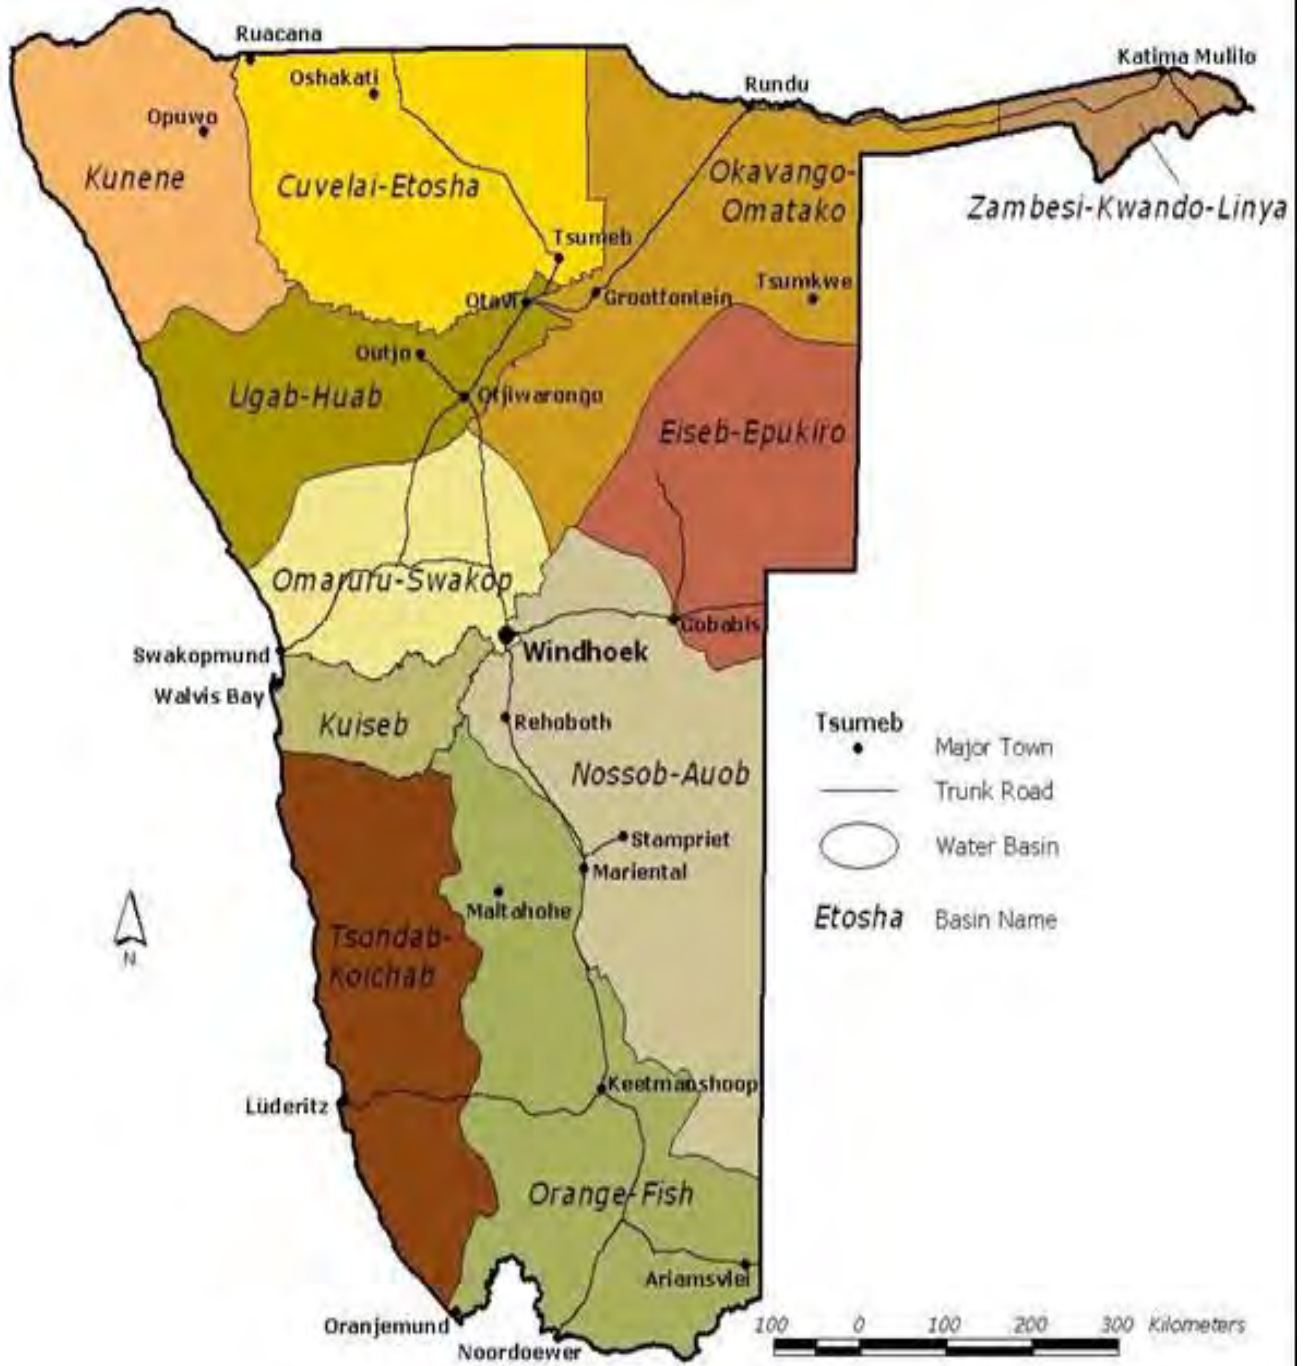 Ruacana
Katima Mulilo
Oshakati
Rundu
Opuwo
Kunene
Cuvelai-Etosha
Okavango-
Omatako
Zambesi-Kwando-Linya
Tsumeb
Tsumkwe
Otavi
Grootfontein
Outjo
Ugab-Huab
Otjiwarongo
Eiseb-Epukiro
Omaruru-Swakop
Gobabis
Swakopmund
Windhoek
Walvis Bay
Kuiseb
Rehoboth
Nossob-Auob
Stampriet
Mariental
Maltahohe
Tsondab-
Koichab
Keetmanshoop
Lüderitz
Orange-Fish
Ariamsvlei
Oranjemund
Noordoewer
Tsumeb
Major Town
Trunk Road
Water Basin
Etosha Basin Name
N
100 0 100 200 300 Kilometers